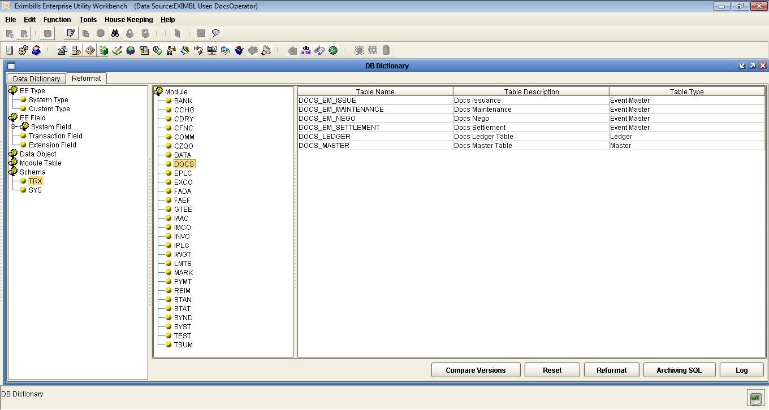 Eximbills Enterprise Utility Workbench (Data Source:EXIMBL User: DocsOperator)
File Edit Function Tools House Keeping Help
DB Dictionary
Data Dictionary Reformat
EE Type
System Type
Custom Type
EE Field
System Field
Transaction Field
Extension Field
Data Object
Module Table
Schema
TRX
SYS
Module
BANK
CCHG
CDRY
CFNC
COMM
CZQO
DATA
DOCS
EPLC
EXCO
FADA
FAEF
GTEE
IAAC
IMCO
INVC
IPLC
IWGT
LMTS
MARK
PYMT
REIM
STAN
STAT
SYND
SYST
TEST
TSUM
Table Name Table Description Table Type
DOCS_EM_ISSUE Docs Issuance Event Master
DOCS_EM_MAINTENANCE Docs Maintenance Event Master
DOCS_EM_NEGO Docs Nego Event Master
DOCS_EM_SETTLEMENT Docs Settlement Event Master
DOCS_LEDGER Docs Ledger Table Ledger
DOCS_MASTER Docs Master Table Master
Compare Versions Reset Reformat Archiving SQL Log
DB Dictionary